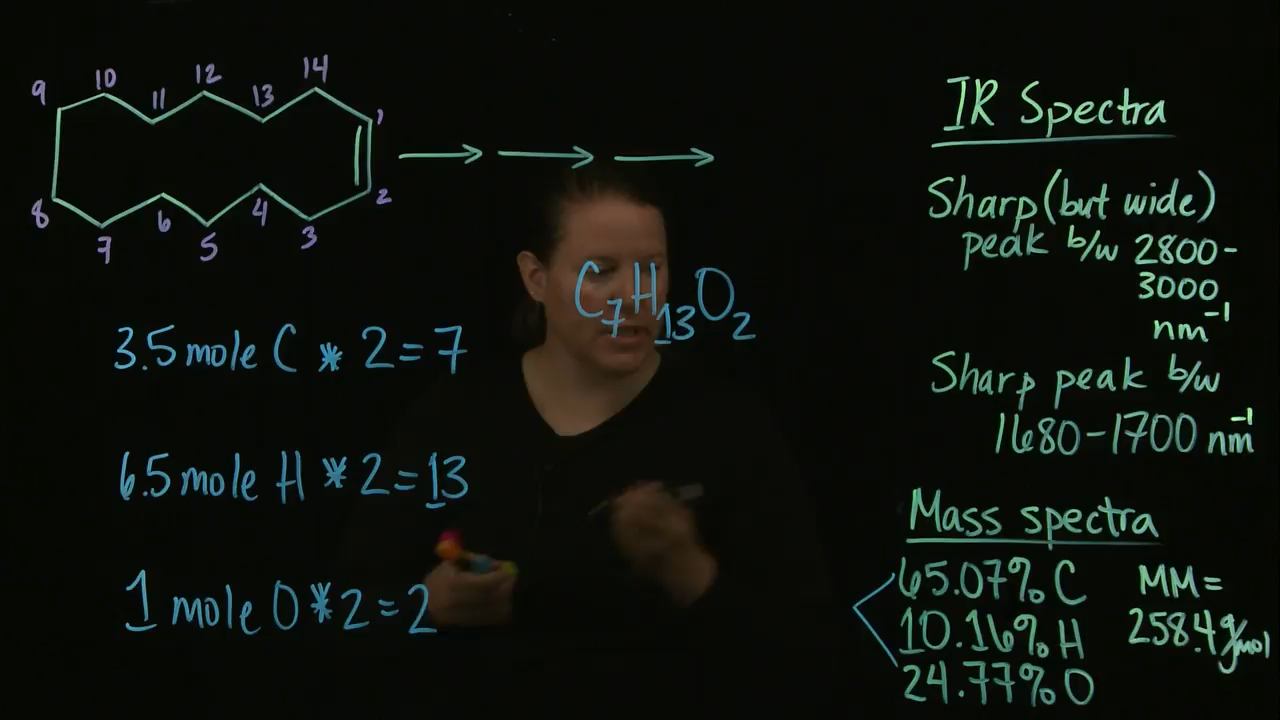 9 10 11 12 13 14 1
8 7 6 5 4 3 2
C7H13O2
3.5 mole C * 2 = 7
6.5 mole H * 2 = 13
1 mole O * 2 = 2
IR Spectra
Sharp (but wide)
peak b/w 2800-
3000
nm⁻¹
Sharp peak b/w
1680-1700 nm⁻¹
Mass spectra
65.07% C
10.16% H
24.77% O
MM =
258.4 g/mol